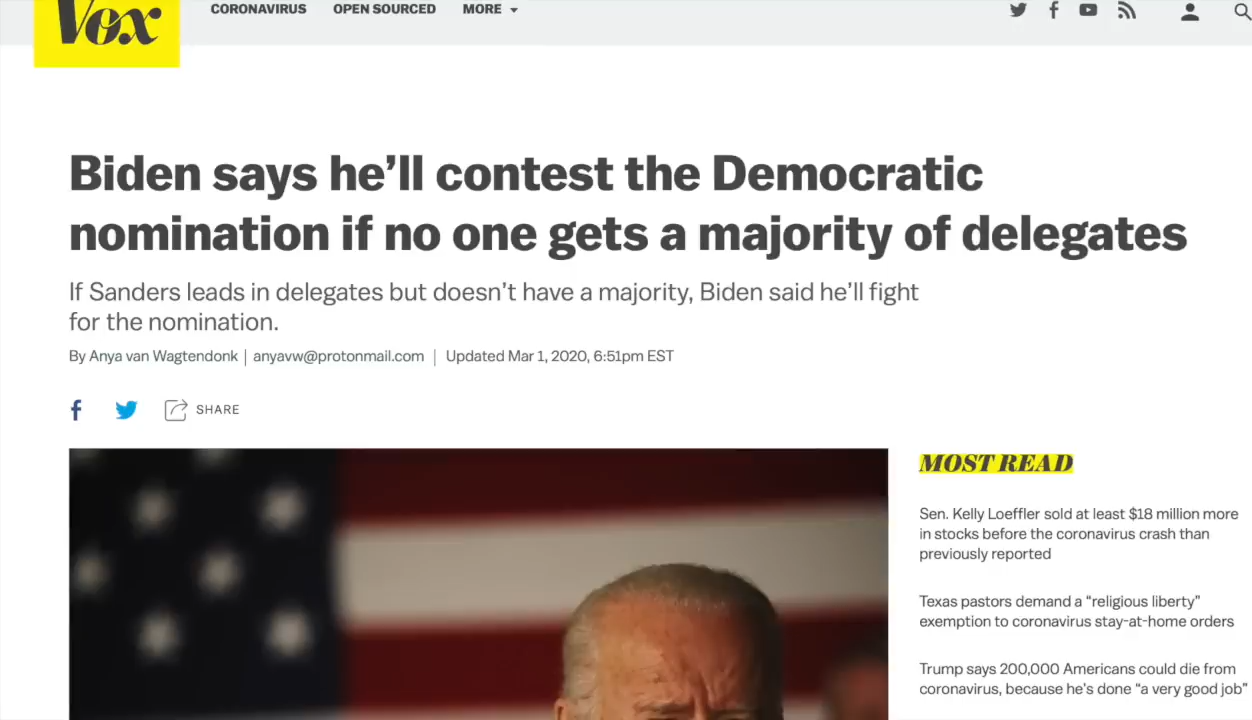 Vox
CORONAVIRUS OPEN SOURCED MORE
Biden says he’ll contest the Democratic
nomination if no one gets a majority of delegates
If Sanders leads in delegates but doesn’t have a majority, Biden said he’ll fight
for the nomination.
By Anya van Wagtendonk | anyavw@protonmail.com | Updated Mar 1, 2020, 6:51pm EST
SHARE
MOST READ
Sen. Kelly Loeffler sold at least $18 million more
in stocks before the coronavirus crash than
previously reported
Texas pastors demand a “religious liberty”
exemption to coronavirus stay-at-home orders
Trump says 200,000 Americans could die from
coronavirus, because he’s done “a very good job”